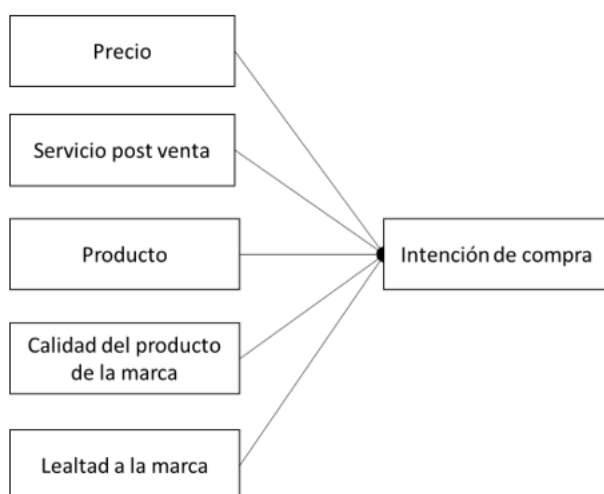 Precio
Servicio post venta
Producto
Intención de compra
Calidad del producto
de la marca
Lealtad a la marca